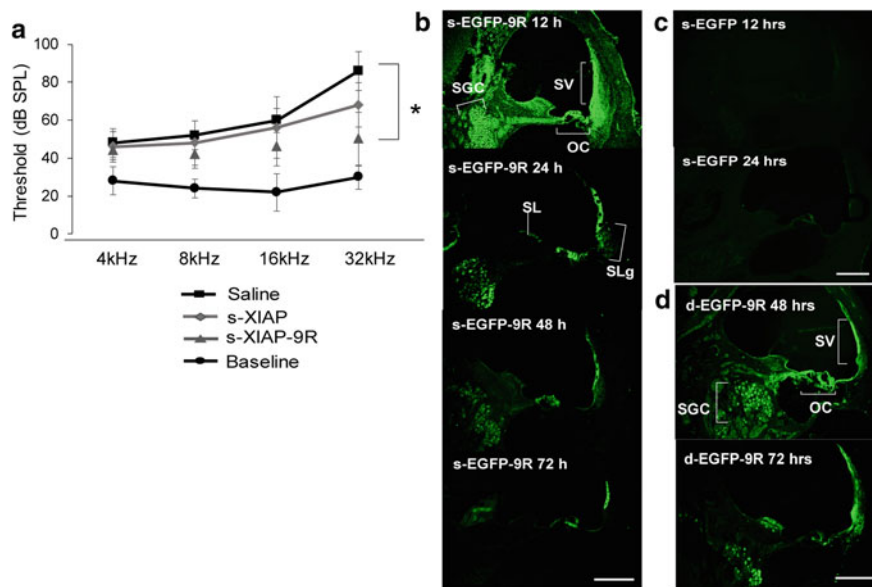 a
100
80
60
40
20
0
Threshold (dB SPL)
*
4kHz 8kHz 16kHz 32kHz
Saline
s-XIAP
s-XIAP-9R
Baseline
b
s-EGFP-9R 12 h
SGC
SV
OC
s-EGFP-9R 24 h
SL
SLg
s-EGFP-9R 48 h
s-EGFP-9R 72 h
c
s-EGFP 12 hrs
s-EGFP 24 hrs
d
d-EGFP-9R 48 hrs
SV
SGC
OC
d-EGFP-9R 72 hrs